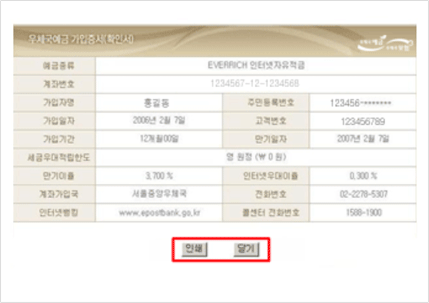 우체국예금 가입증서(확인서)
예금종류 EVERRICH 인터넷자유적금
계좌번호 1234567-12-1234568
가입자명 홍길동 주민등록번호 123456-*******
가입일자 2006년 2월 7일 고객번호 123456789
가입기간 12개월00일 만기일자 2007년 2월 7일
세금우대적립한도 영 원정 (₩ 0 원)
만기이율 3,700 % 인터넷우대이율 0,300 %
계좌가입국 서울중앙우체국 전화번호 02-2278-5307
인터넷뱅킹 www.epostbank.go.kr 콜센터 전화번호 1588-1900
인쇄 닫기